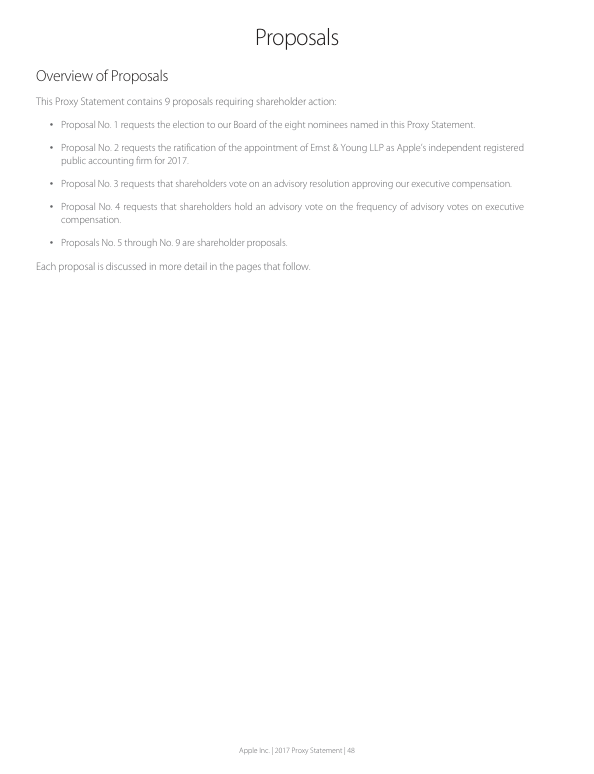 Proposals
Overview of Proposals
This Proxy Statement contains 9 proposals requiring shareholder action:
• Proposal No. 1 requests the election to our Board of the eight nominees named in this Proxy Statement.
• Proposal No. 2 requests the ratification of the appointment of Ernst & Young LLP as Apple's independent registered
public accounting firm for 2017.
• Proposal No. 3 requests that shareholders vote on an advisory resolution approving our executive compensation.
• Proposal No. 4 requests that shareholders hold an advisory vote on the frequency of advisory votes on executive
compensation.
• Proposals No. 5 through No. 9 are shareholder proposals.
Each proposal is discussed in more detail in the pages that follow.
Apple Inc. | 2017 Proxy Statement | 48